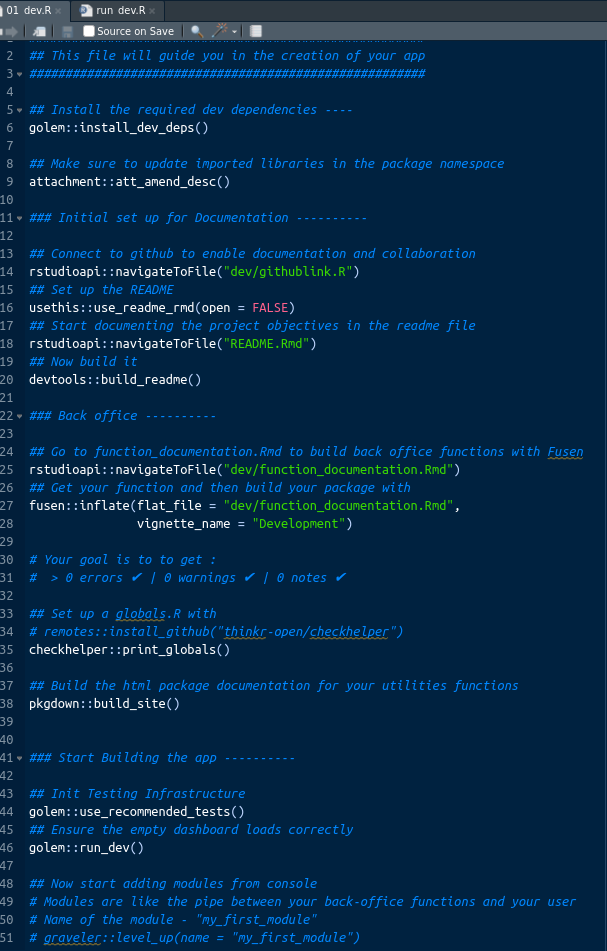 01_dev.R × run_dev.R ×
Source on Save
2 ## This file will guide you in the creation of your app
3 #######################################################
4
5 ## Install the required dev dependencies ----
6 golem::install_dev_deps()
7
8 ## Make sure to update imported libraries in the package namespace
9 attachment::att_amend_desc()
10
11 ### Initial set up for Documentation ----------
12
13 ## Connect to github to enable documentation and collaboration
14 rstudioapi::navigateToFile("dev/githublink.R")
15 ## Set up the README
16 usethis::use_readme_rmd(open = FALSE)
17 ## Start documenting the project objectives in the readme file
18 rstudioapi::navigateToFile("README.Rmd")
19 ## Now build it
20 devtools::build_readme()
21
22 ### Back office ----------
23
24 ## Go to function_documentation.Rmd to build back office functions with Fusen
25 rstudioapi::navigateToFile("dev/function_documentation.Rmd")
26 ## Get your function and then build your package with
27 fusen::inflate(flat_file = "dev/function_documentation.Rmd",
28 vignette_name = "Development")
29
30 # Your goal is to to get :
31 # > 0 errors ✔ | 0 warnings ✔ | 0 notes ✔
32
33 ## Set up a globals.R with
34 # remotes::install_github("thinkr-open/checkhelper")
35 checkhelper::print_globals()
36
37 ## Build the html package documentation for your utilities functions
38 pkgdown::build_site()
39
40
41 ### Start Building the app ----------
42
43 ## Init Testing Infrastructure
44 golem::use_recommended_tests()
45 ## Ensure the empty dashboard loads correctly
46 golem::run_dev()
47
48 ## Now start adding modules from console
49 # Modules are like the pipe between your back-office functions and your user
50 # Name of the module - "my_first_module"
51 # graveler::level_up(name = "my_first_module")